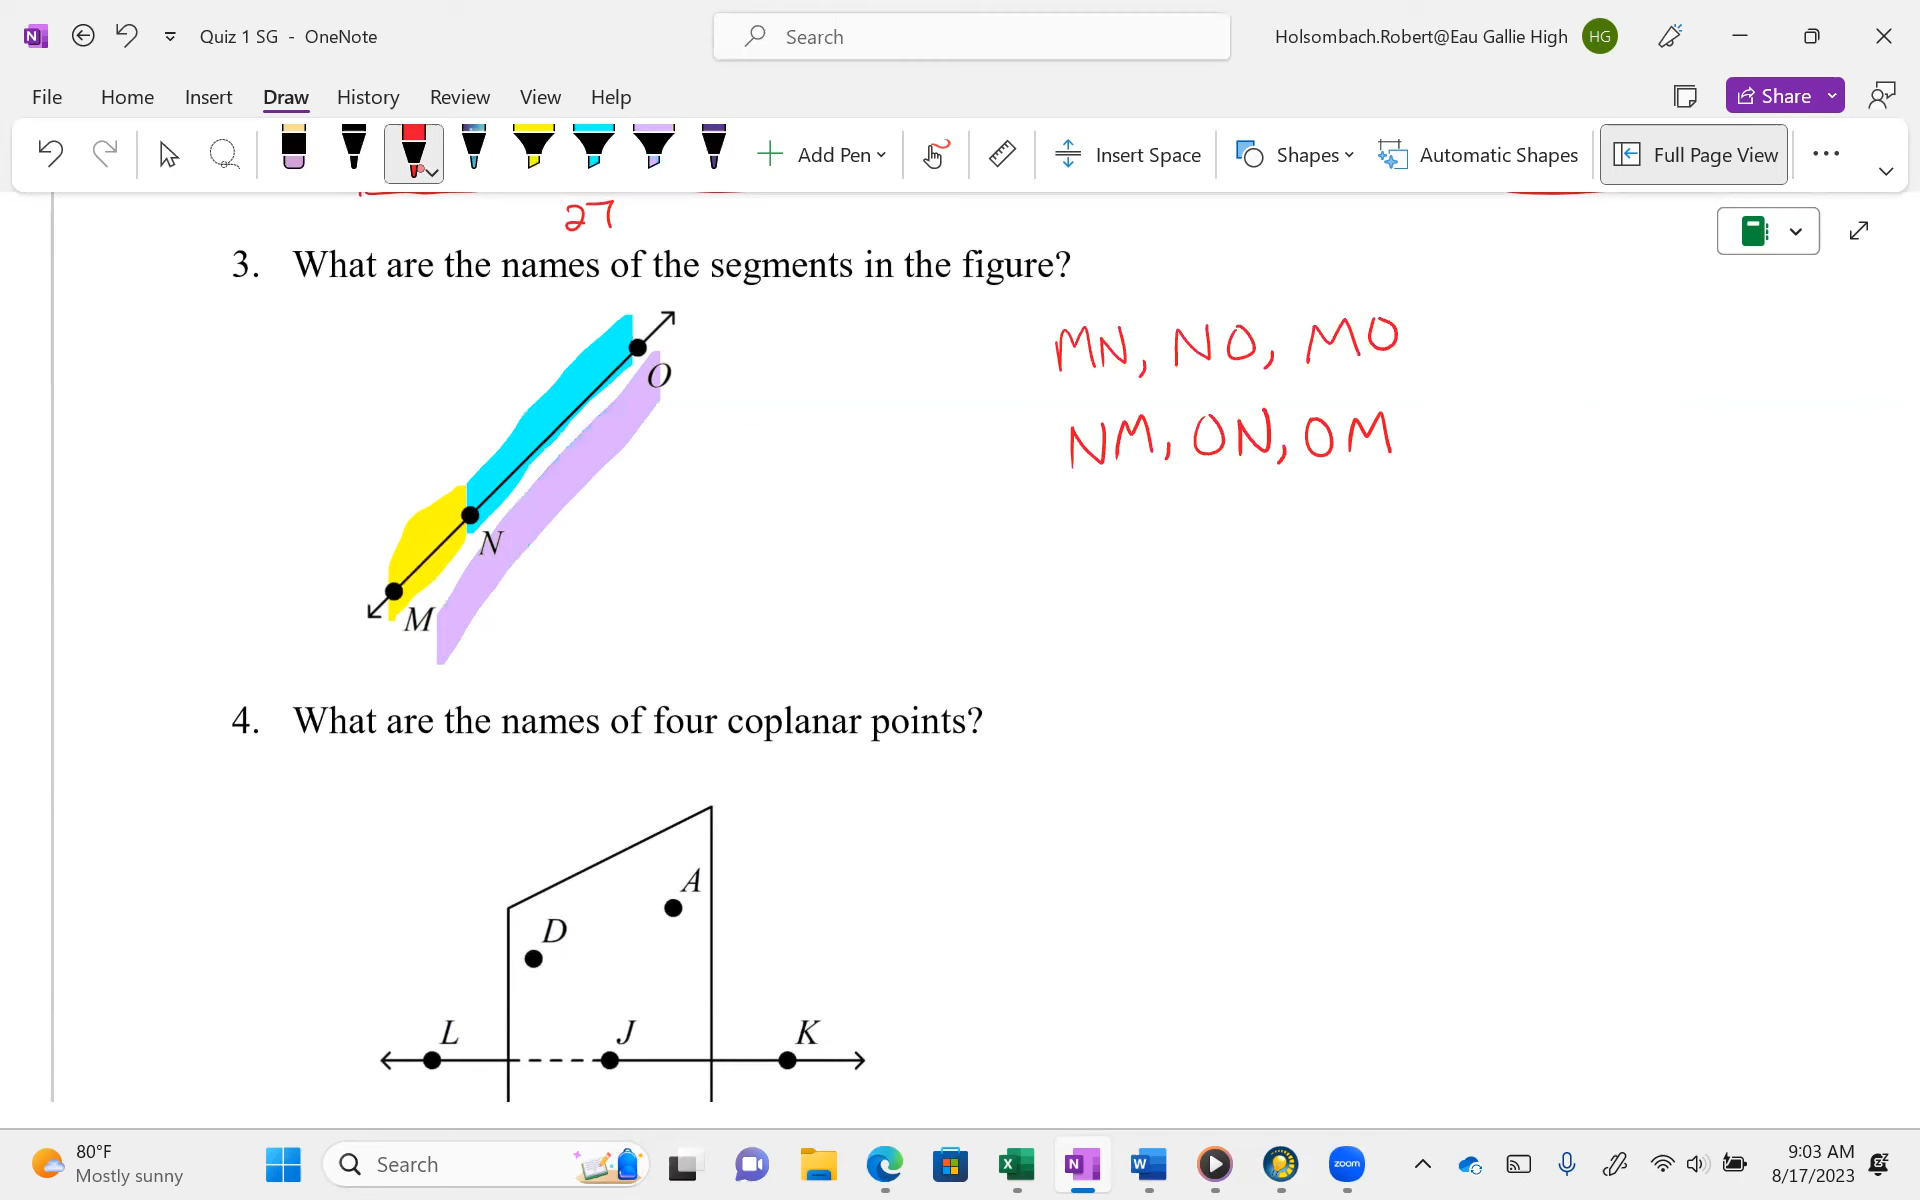 Quiz 1 SG - OneNote
Search
Holsombach.Robert@Eau Gallie High
HG
File Home Insert Draw History Review View Help
Share
Add Pen
Insert Space
Shapes
Automatic Shapes
Full Page View
27
3. What are the names of the segments in the figure?
MN, NO, MO
NM, ON, OM
O
N
M
4. What are the names of four coplanar points?
A
D
L
J
K
80°F
Mostly sunny
Search
zoom
9:03 AM
8/17/2023